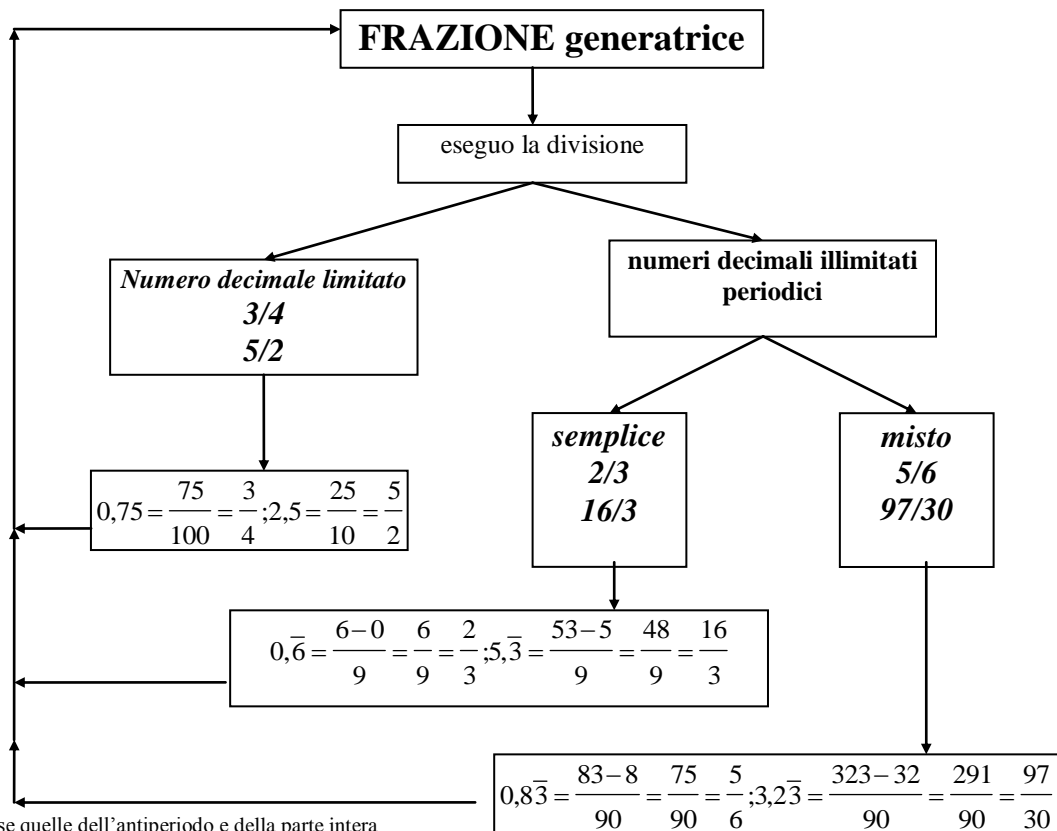 FRAZIONE generatrice
eseguo la divisione
Numero decimale limitato
3/4
5/2
numeri decimali illimitati
periodici
semplice
2/3
16/3
misto
5/6
97/30
0,75 = 75/100 = 3/4 ;2,5 = 25/10 = 5/2
0,6̅ = 6−0/9 = 6/9 = 2/3 ;5,3̅ = 53−5/9 = 48/9 = 16/3
0,83̅ = 83−8/90 = 75/90 = 5/6 ;3,23̅ = 323−32/90 = 291/90 = 97/30
quelle dell'antiperiodo e della parte intera